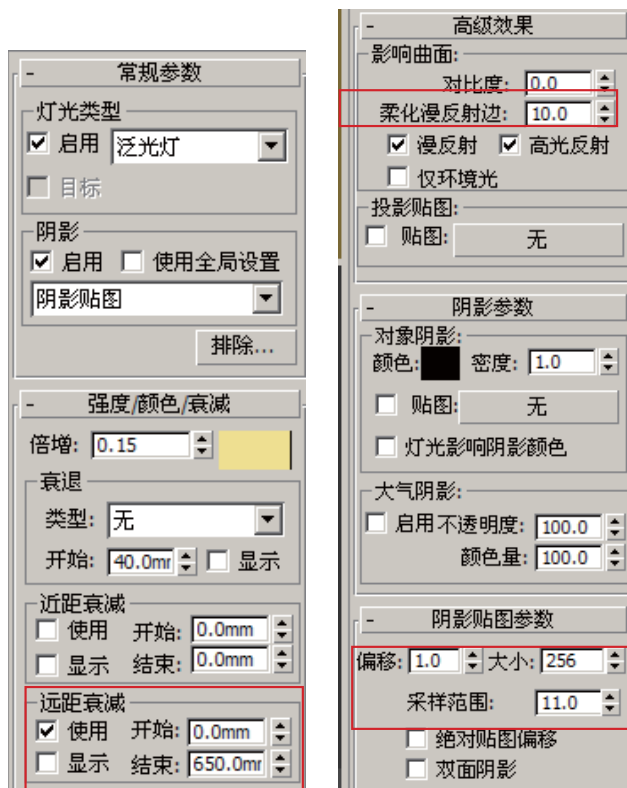 - 常规参数
灯光类型
启用 泛光灯
目标
阴影
启用 使用全局设置
阴影贴图
排除...
- 强度/颜色/衰减
倍增: 0.15
衰退
类型: 无
开始: 40.0mr 显示
近距衰减
使用 开始: 0.0mm
显示 结束: 0.0mm
远距衰减
使用 开始: 0.0mm
显示 结束: 650.0mr
- 高级效果
影响曲面:
对比度: 0.0
柔化漫反射边: 10.0
漫反射 高光反射
仅环境光
投影贴图:
贴图: 无
- 阴影参数
对象阴影:
颜色: 密度: 1.0
贴图: 无
灯光影响阴影颜色
大气阴影:
启用 不透明度: 100.0
颜色量: 100.0
- 阴影贴图参数
偏移: 1.0 大小: 256
采样范围: 11.0
绝对贴图偏移
双面阴影